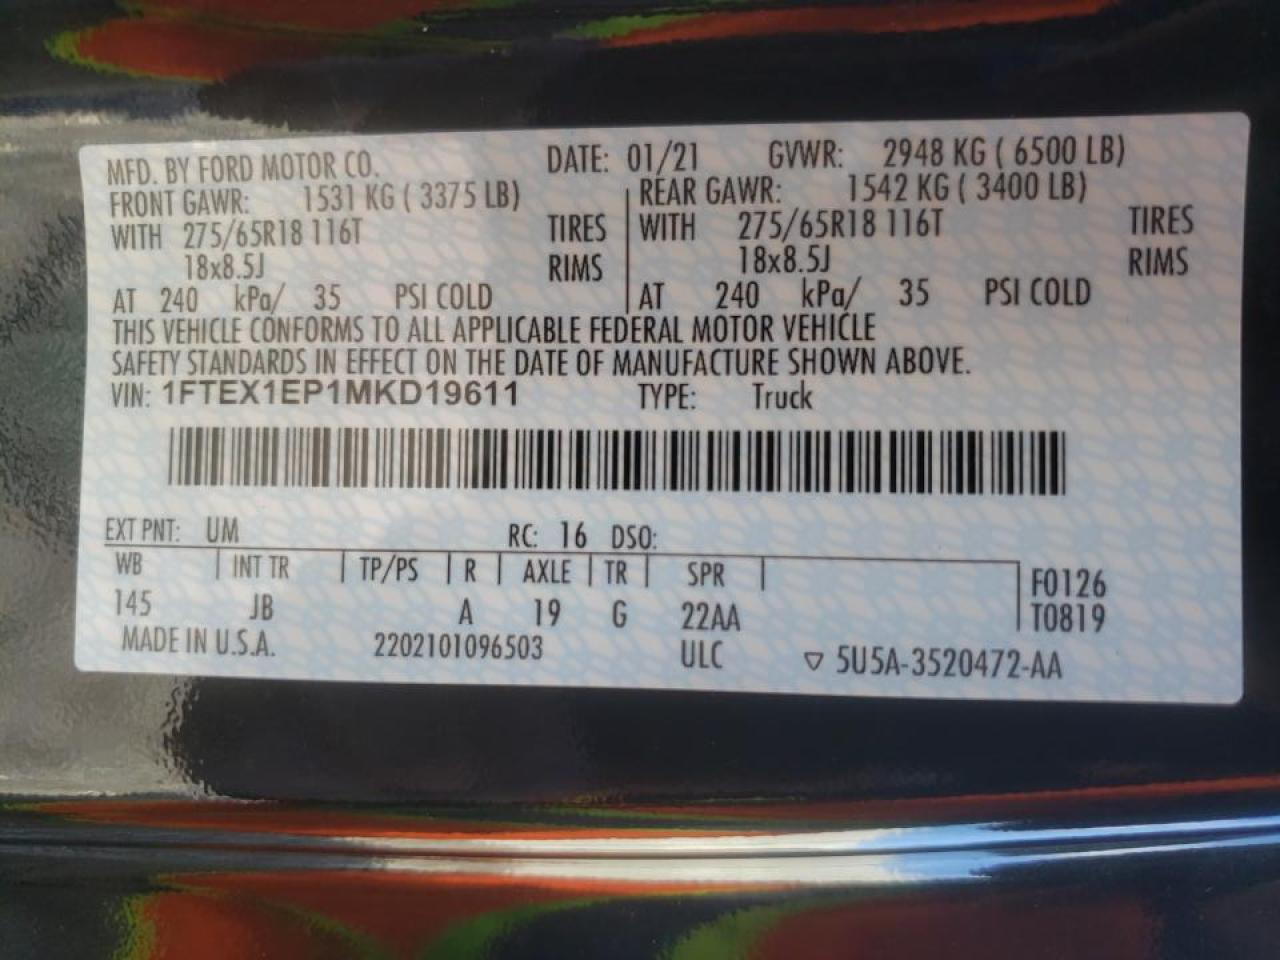 MFD. BY FORD MOTOR CO. DATE: 01/21 GVWR: 2948 KG ( 6500 LB)
FRONT GAWR: 1531 KG ( 3375 LB) REAR GAWR: 1542 KG ( 3400 LB)
WITH 275/65R18 116T TIRES WITH 275/65R18 116T TIRES
18x8.5J RIMS 18x8.5J RIMS
AT 240 kPa/ 35 PSI COLD AT 240 kPa/ 35 PSI COLD
THIS VEHICLE CONFORMS TO ALL APPLICABLE FEDERAL MOTOR VEHICLE
SAFETY STANDARDS IN EFFECT ON THE DATE OF MANUFACTURE SHOWN ABOVE.
VIN: 1FTEX1EP1MKD19611 TYPE: Truck
EXT PNT: UM RC: 16 DSO:
WB INT TR TP/PS R AXLE TR SPR F0126
145 JB A 19 G 22AA T0819
MADE IN U.S.A. 2202101096503 ULC ▽ 5U5A-3520472-AA